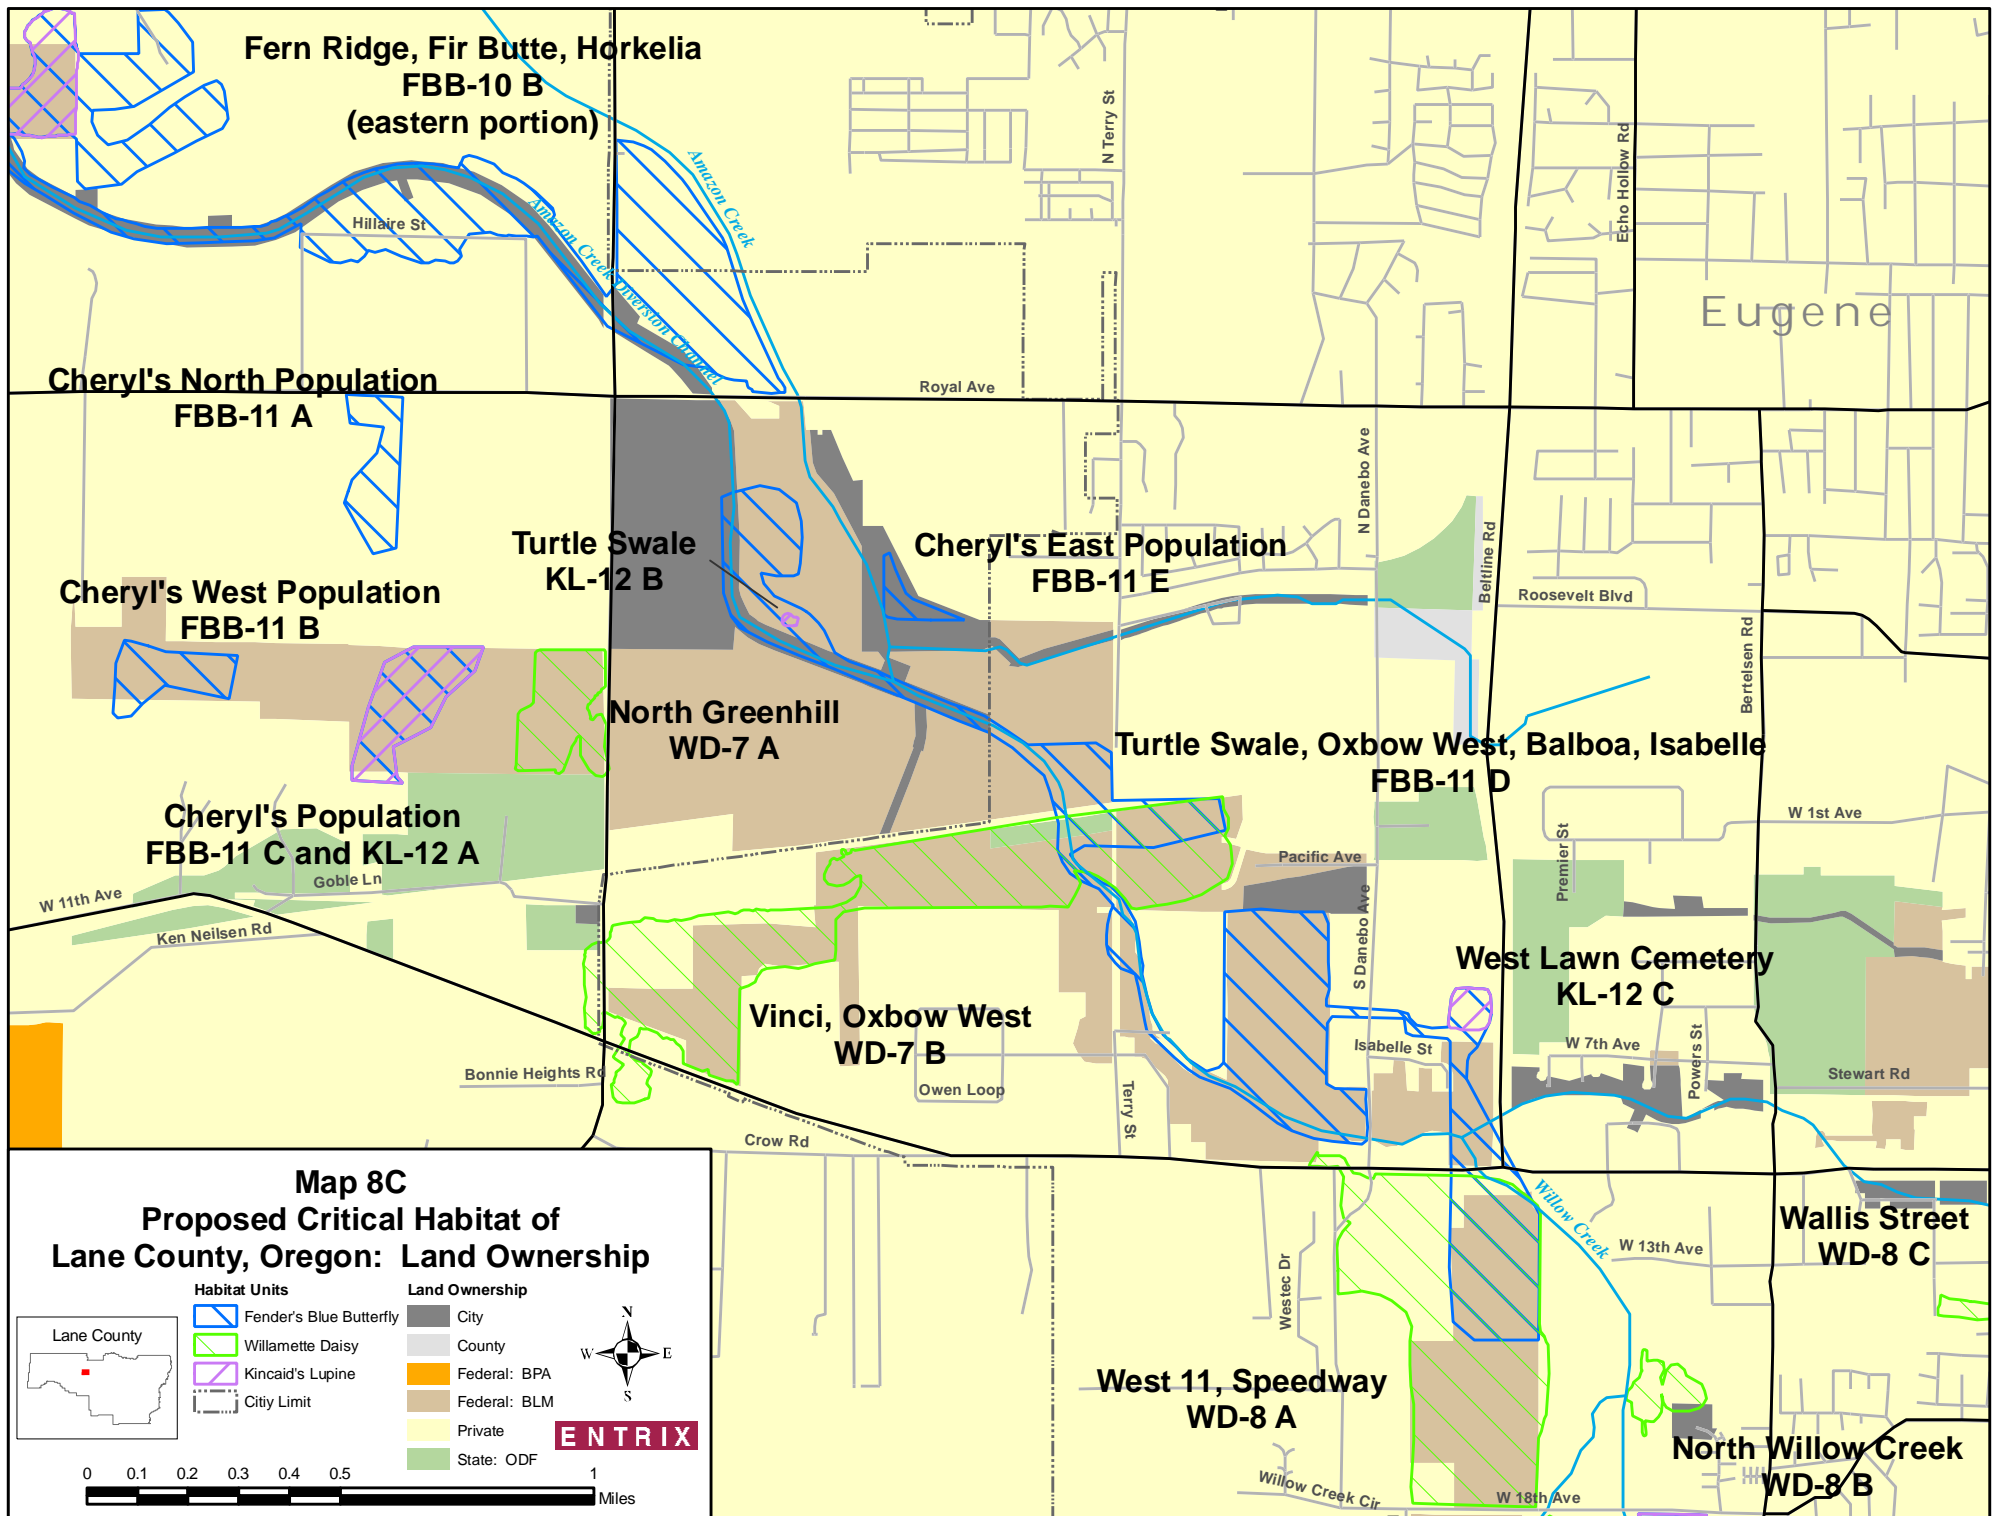 Fern Ridge, Fir Butte, Horkelia
FBB-10 B
(eastern portion)
Amazon Creek
N Terry St
Echo Hollow Rd
Amazon Creek Diversion Channel
Hillaire St
Eugene
Cheryl's North Population
FBB-11 A
Royal Ave
N Danebo Ave
Turtle Swale
KL-12 B
Cheryl's East Population
FBB-11 E
Beltline Rd
Roosevelt Blvd
Cheryl's West Population
FBB-11 B
Bertelsen Rd
North Greenhill
WD-7 A
Turtle Swale, Oxbow West, Balboa, Isabelle
FBB-11 D
Cheryl's Population
FBB-11 C and KL-12 A
W 1st Ave
Premier St
Pacific Ave
Goble Ln
W 11th Ave
Ken Neilsen Rd
S Danebo Ave
West Lawn Cemetery
KL-12 C
Vinci, Oxbow West
WD-7 B
Isabelle St
W 7th Ave
Powers St
Stewart Rd
Bonnie Heights Rd
Owen Loop
Terry St
Crow Rd
Willow Creek
Wallis Street
WD-8 C
W 13th Ave
Westec Dr
West 11, Speedway
WD-8 A
North Willow Creek
WD-8 B
Willow Creek Cir
W 18th Ave
Map 8C
Proposed Critical Habitat of
Lane County, Oregon: Land Ownership
Lane County
Habitat Units
Fender's Blue Butterfly
Willamette Daisy
Kincaid's Lupine
Citiy Limit
Land Ownership
City
County
Federal: BPA
Federal: BLM
Private
State: ODF
N
W E
S
ENTRIX
0 0.1 0.2 0.3 0.4 0.5 1
Miles